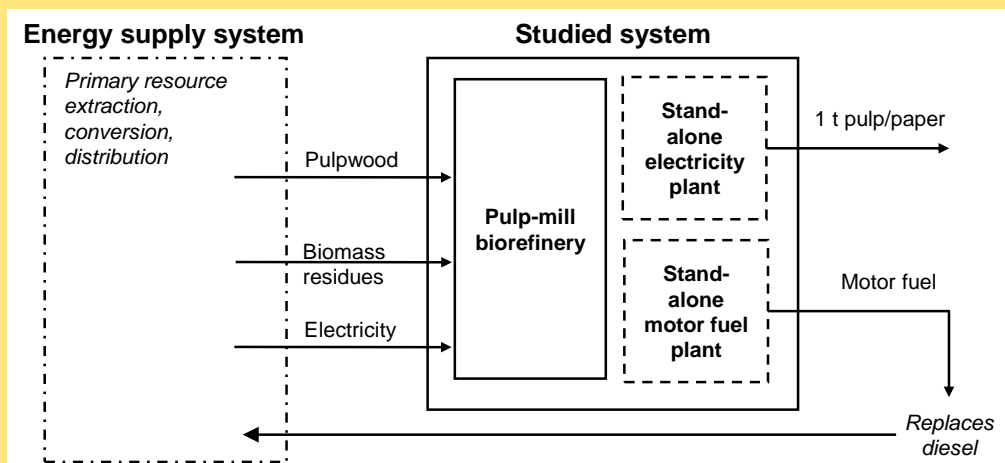 Energy supply system
Studied system
Primary resource
extraction,
conversion,
distribution
Pulpwood
Biomass
residues
Electricity
Pulp-mill
biorefinery
Stand-
alone
electricity
plant
Stand-
alone
motor fuel
plant
1 t pulp/paper
Motor fuel
Replaces
diesel